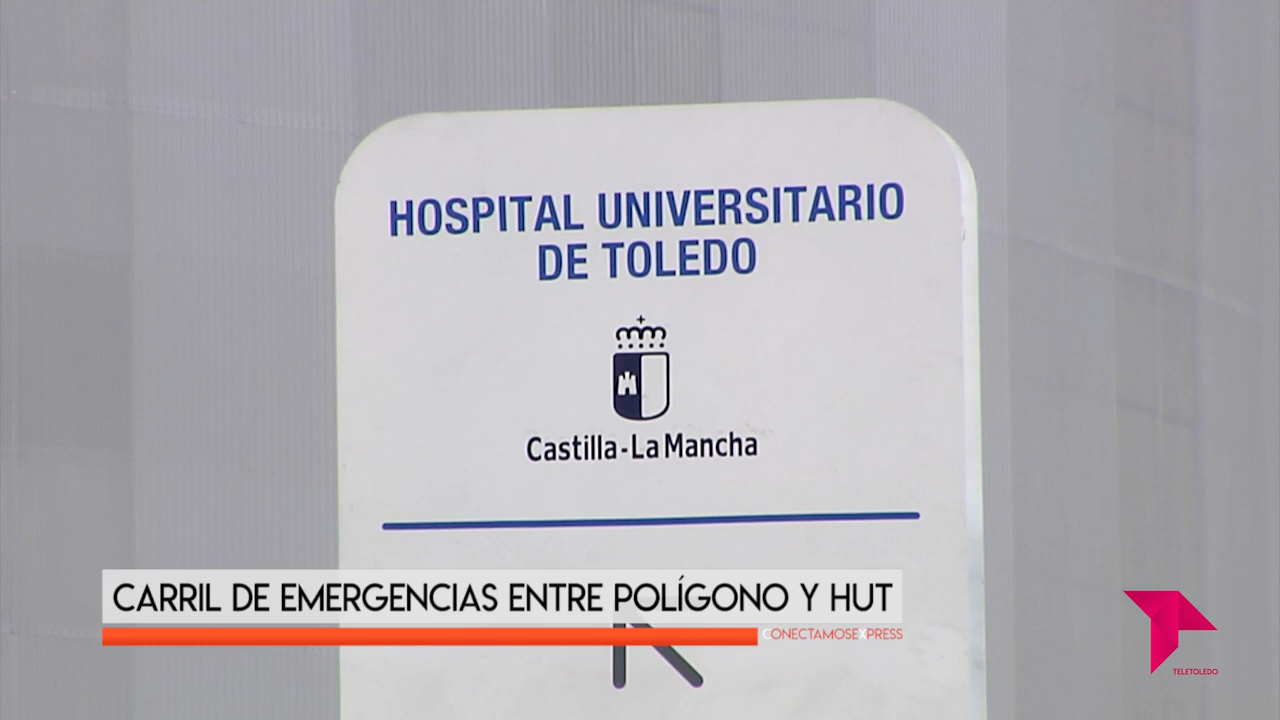 HOSPITAL UNIVERSITARIO
DE TOLEDO
Castilla-La Mancha
CARRIL DE EMERGENCIAS ENTRE POLÍGONO Y HUT
CONECTAMOSEXPRESS
TELETOLEDO